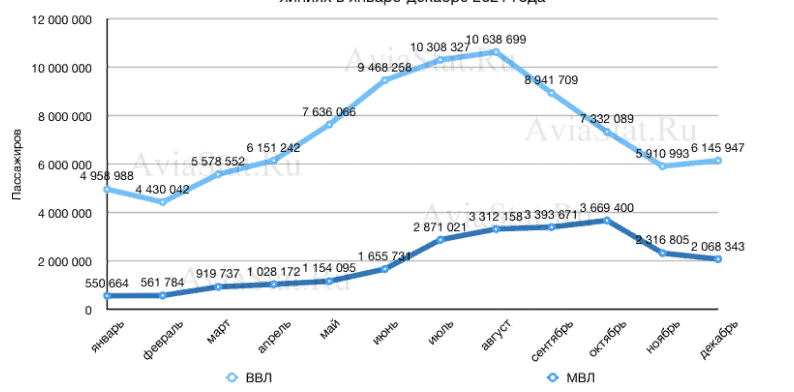 линиях в январе-декабре 2021 года
12 000 000
10 000 000
8 000 000
6 000 000
4 000 000
2 000 000
0
Пассажиров
4 958 988
4 430 042
5 578 552
6 151 242
7 636 066
9 468 258
10 308 327
10 638 699
8 941 709
7 332 089
5 910 993
6 145 947
550 664
561 784
919 737
1 028 172
1 154 095
1 655 731
2 871 021
3 312 158
3 393 671
3 669 400
2 316 805
2 068 343
AviaStat.Ru
AviaStat.Ru
AviaStat.Ru
AviaStat.Ru
AviaStat.Ru
январь
февраль
март
апрель
май
июнь
июль
август
сентябрь
октябрь
ноябрь
декабрь
ВВЛ
МВЛ